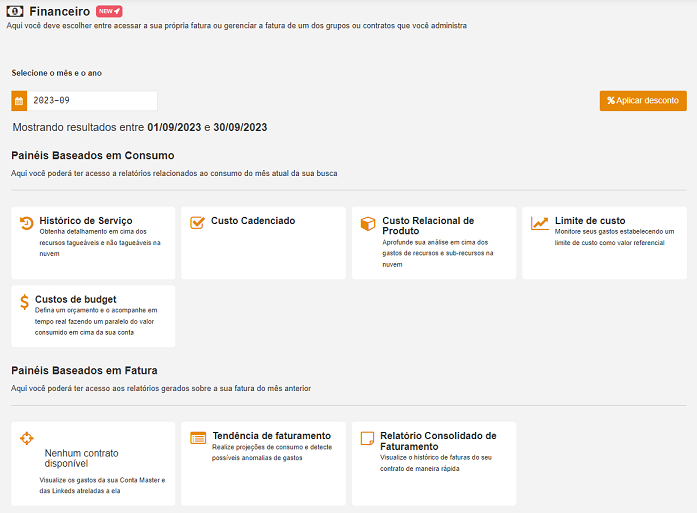 Financeiro NEW
Aqui você deve escolher entre acessar a sua própria fatura ou gerenciar a fatura de um dos grupos ou contratos que você administra
Selecione o mês e o ano
2023-09
Aplicar desconto
Mostrando resultados entre 01/09/2023 e 30/09/2023
Painéis Baseados em Consumo
Aqui você poderá ter acesso a relatórios relacionados ao consumo do mês atual da sua busca
Histórico de Serviço
Obtenha detalhamento em cima dos
recursos tagueáveis e não tagueáveis na
nuvem
Custo Cadenciado
Custo Relacional de
Produto
Aprofunde sua análise em cima dos
gastos de recursos e sub-recursos na
nuvem
Limite de custo
Monitore seus gastos estabelecendo um
limite de custo como valor referencial
Custos de budget
Defina um orçamento e o acompanhe em
tempo real fazendo um paralelo do valor
consumido em cima da sua conta
Painéis Baseados em Fatura
Aqui você poderá ter acesso aos relatórios gerados sobre a sua fatura do mês anterior
Nenhum contrato
disponível
Visualize os gastos da sua Conta Master e
das Linkeds atreladas a ela
Tendência de faturamento
Realize projeções de consumo e detecte
possíveis anomalias de gastos
Relatório Consolidado de
Faturamento
Visualize o histórico de faturas do seu
contrato de maneira rápida